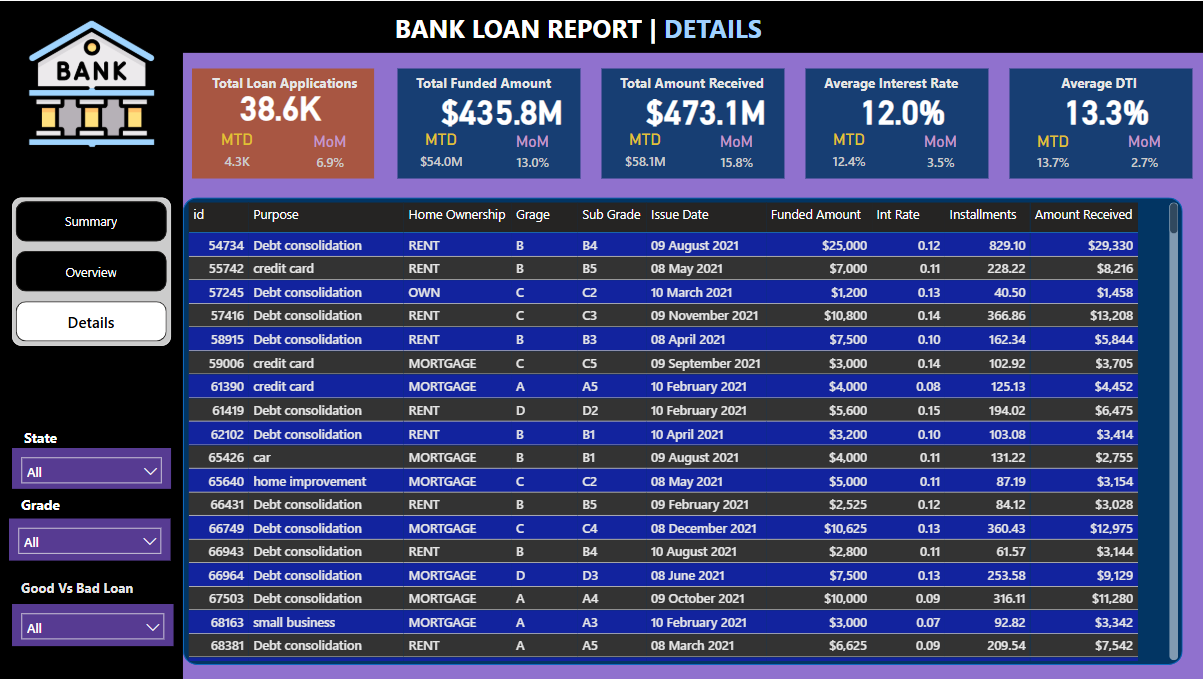 BANK LOAN REPORT | DETAILS
BANK
Total Loan Applications
38.6K
MTD MoM
4.3K 6.9%
Total Funded Amount
$435.8M
MTD MoM
$54.0M 13.0%
Total Amount Received
$473.1M
MTD MoM
$58.1M 15.8%
Average Interest Rate
12.0%
MTD MoM
12.4% 3.5%
Average DTI
13.3%
MTD MoM
13.7% 2.7%
Summary
Overview
Details
State
All
Grade
All
Good Vs Bad Loan
All
id Purpose Home Ownership Grage Sub Grade Issue Date Funded Amount Int Rate Installments Amount Received
54734 Debt consolidation RENT B B4 09 August 2021 $25,000 0.12 829.10 $29,330
55742 credit card RENT B B5 08 May 2021 $7,000 0.11 228.22 $8,216
57245 Debt consolidation OWN C C2 10 March 2021 $1,200 0.13 40.50 $1,458
57416 Debt consolidation RENT C C3 09 November 2021 $10,800 0.14 366.86 $13,208
58915 Debt consolidation RENT B B3 08 April 2021 $7,500 0.10 162.34 $5,844
59006 credit card MORTGAGE C C5 09 September 2021 $3,000 0.14 102.92 $3,705
61390 credit card MORTGAGE A A5 10 February 2021 $4,000 0.08 125.13 $4,452
61419 Debt consolidation RENT D D2 10 February 2021 $5,600 0.15 194.02 $6,475
62102 Debt consolidation RENT B B1 10 April 2021 $3,200 0.10 103.08 $3,414
65426 car MORTGAGE B B1 09 August 2021 $4,000 0.11 131.22 $2,755
65640 home improvement MORTGAGE C C2 08 May 2021 $5,000 0.11 87.19 $3,154
66431 Debt consolidation RENT B B5 09 February 2021 $2,525 0.12 84.12 $3,028
66749 Debt consolidation MORTGAGE C C4 08 December 2021 $10,625 0.13 360.43 $12,975
66943 Debt consolidation RENT B B4 10 August 2021 $2,800 0.11 61.57 $3,144
66964 Debt consolidation MORTGAGE D D3 08 June 2021 $7,500 0.13 253.58 $9,129
67503 Debt consolidation MORTGAGE A A4 09 October 2021 $10,000 0.09 316.11 $11,280
68163 small business MORTGAGE A A3 10 February 2021 $3,000 0.07 92.82 $3,342
68381 Debt consolidation RENT A A5 08 March 2021 $6,625 0.09 209.54 $7,542